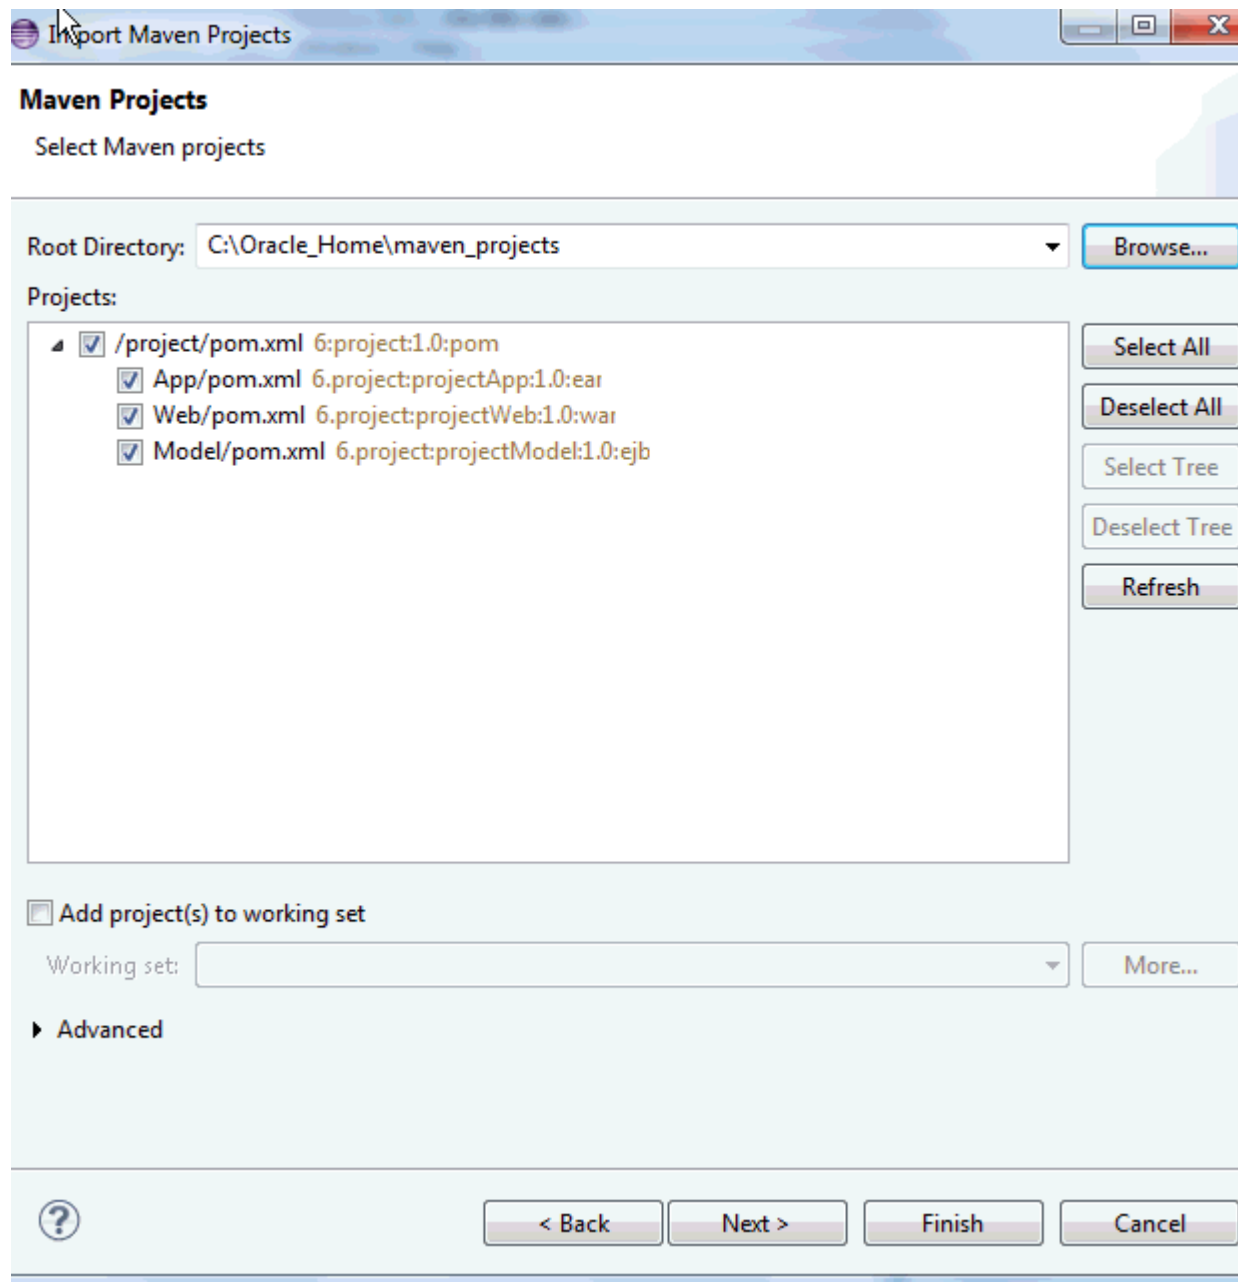 Import Maven Projects
Maven Projects
Select Maven projects
Root Directory: C:\Oracle_Home\maven_projects Browse...
Projects:
/project/pom.xml 6:project:1.0:pom Select All
App/pom.xml 6.project:projectApp:1.0:ear
Web/pom.xml 6.project:projectWeb:1.0:war Deselect All
Model/pom.xml 6.project:projectModel:1.0:ejb Select Tree
Deselect Tree
Refresh
Add project(s) to working set
Working set: More...
Advanced
? < Back Next > Finish Cancel